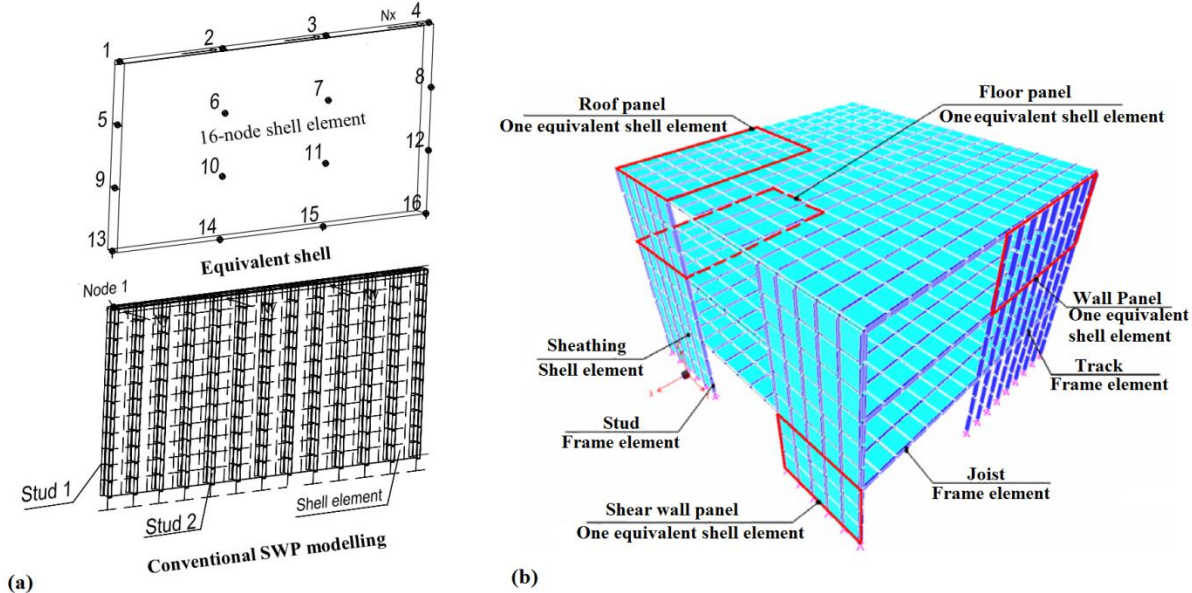 Nx
1
2
3
4
5
6
7
8
16-node shell element
9
10
11
12
13
14
15
16
Equivalent shell
Node 1
Stud 1
Stud 2
Shell element
Conventional SWP modelling
(a)
Roof panel
One equivalent shell element
Floor panel
One equivalent shell element
Sheathing
Shell element
Stud
Frame element
Wall Panel
One equivalent
shell element
Track
Frame element
Joist
Frame element
Shear wall panel
One equivalent shell element
(b)